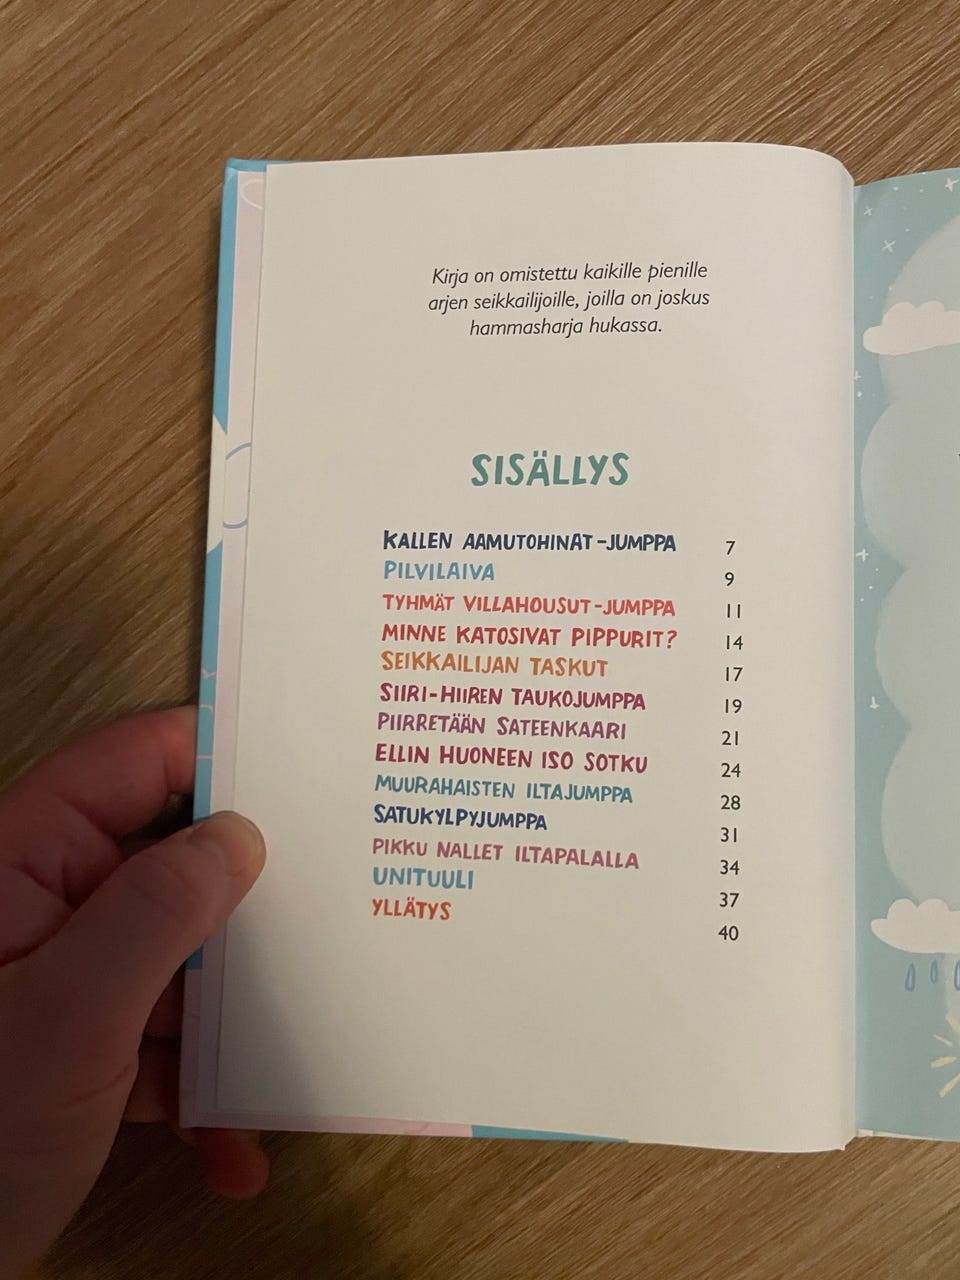 Kirja on omistettu kaikille pienille
arjen seikkailijoille, joilla on joskus
hammasharja hukassa.
SISÄLLYS
KALLEN AAMUTOHINAT-JUMPPA 7
PILVILAIVA 9
TYHMÄT VILLAHOUSUT-JUMPPA 11
MINNE KATOSIVAT PIPPURIT? 14
SEIKKAILIJAN TASKUT 17
SIIRI-HIIREN TAUKOJUMPPA 19
PIIRRETÄÄN SATEENKAARI 21
ELLIN HUONEEN ISO SOTKU 24
MUURAHAISTEN ILTAJUMPPA 28
SATUKYLPYJUMPPA 31
PIKKU NALLET ILTAPALALLA 34
UNITUULI 37
YLLÄTYS 40